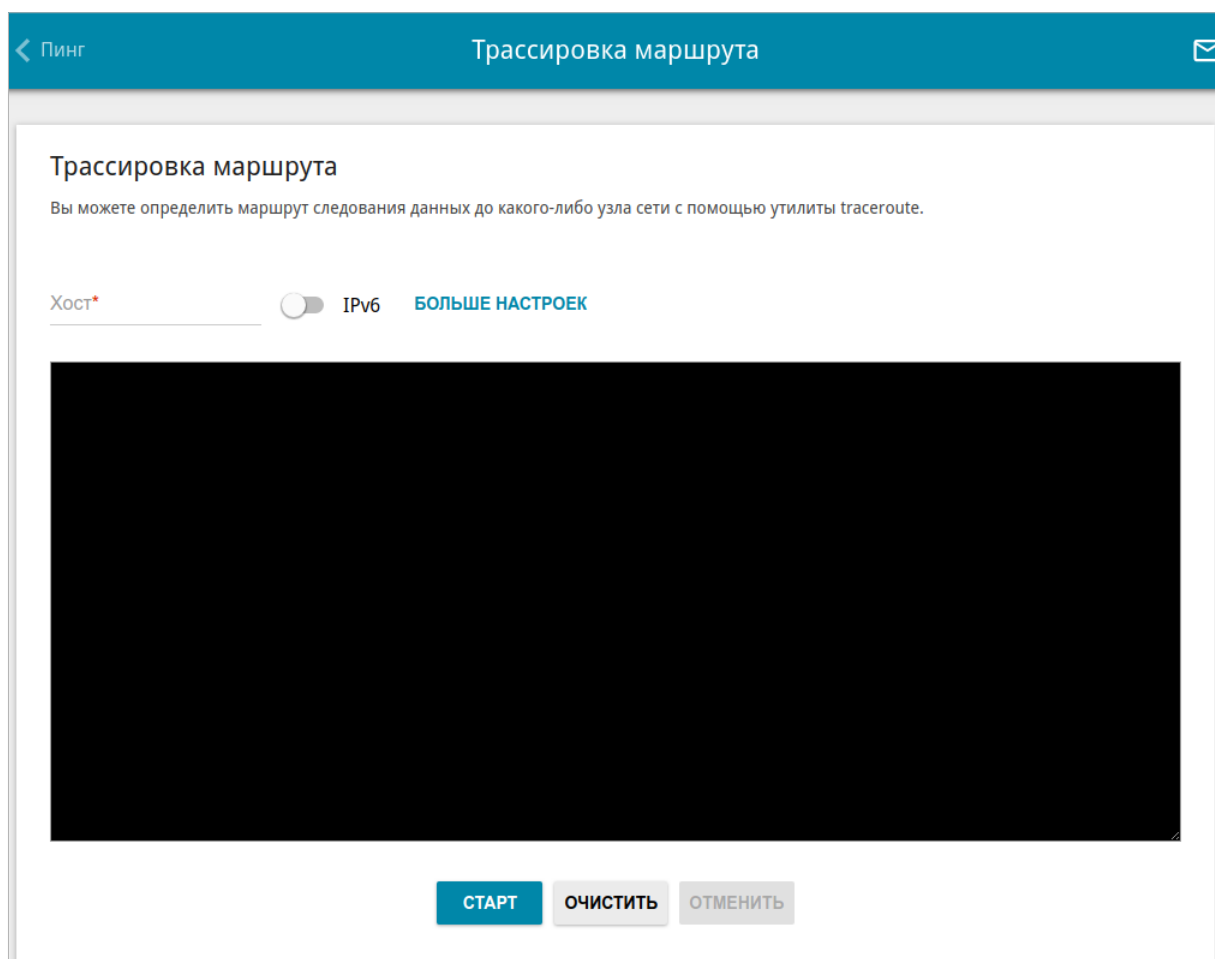 Пинг
Трассировка маршрута
Трассировка маршрута
Вы можете определить маршрут следования данных до какого-либо узла сети с помощью утилиты traceroute.
Хост* IPv6 БОЛЬШЕ НАСТРОЕК
СТАРТ ОЧИСТИТЬ ОТМЕНИТЬ